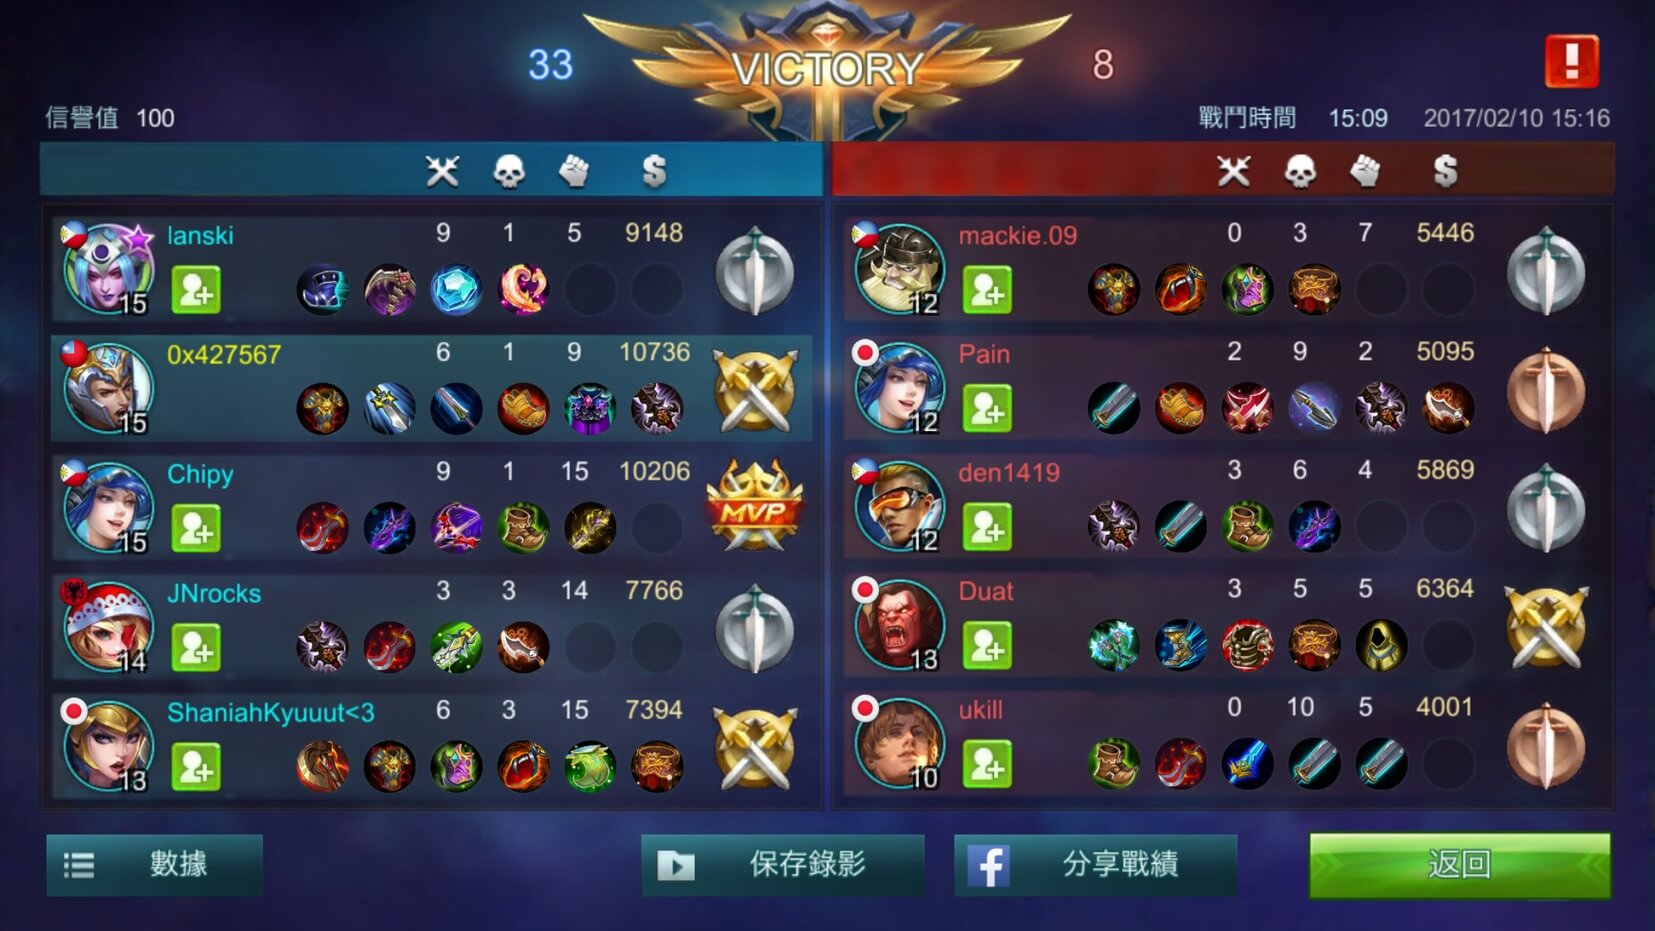 33 VICTORY 8
信譽值 100 戰鬥時間 15:09 2017/02/10 15:16
lanski 9 1 5 9148
15
0x427567 6 1 9 10736
15
Chipy 9 1 15 10206
MVP
15
JNrocks 3 3 14 7766
14
ShaniahKyuuut<3 6 3 15 7394
13
mackie.09 0 3 7 5446
12
Pain 2 9 2 5095
12
den1419 3 6 4 5869
12
Duat 3 5 5 6364
13
ukill 0 10 5 4001
10
數據 保存錄影 分享戰績 返回